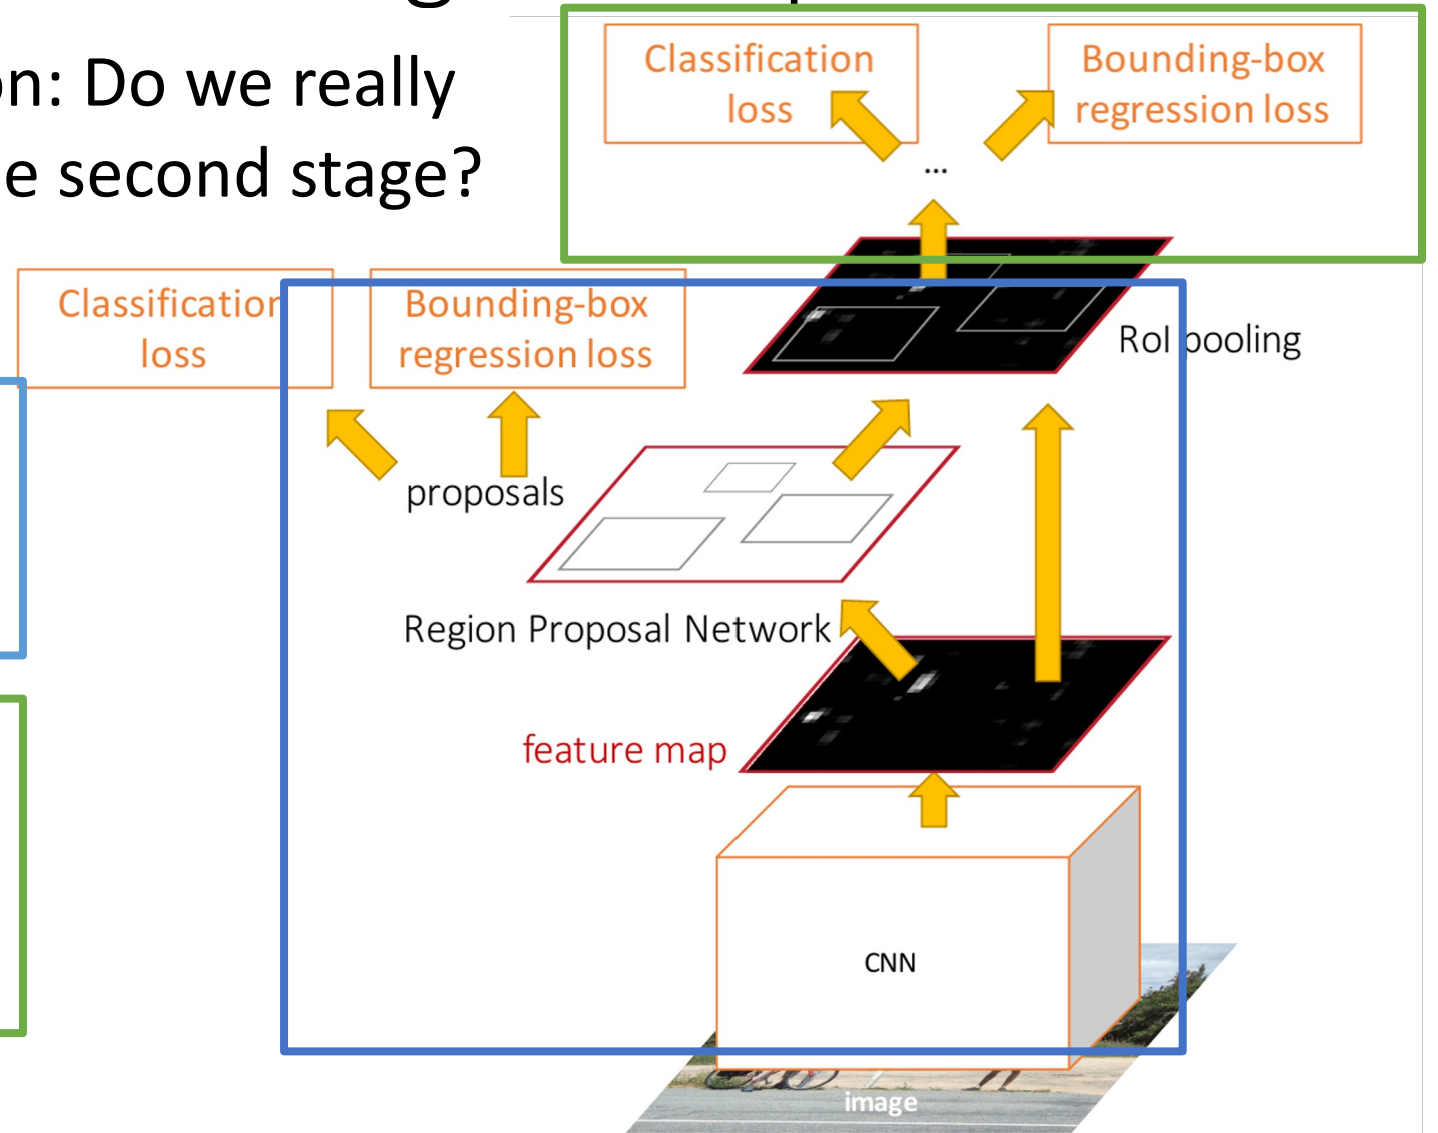 on: Do we really
e second stage?
Classification
loss
Bounding-box
regression loss
...
Classification
loss
Bounding-box
regression loss
RoI pooling
proposals
Region Proposal Network
feature map
CNN
image